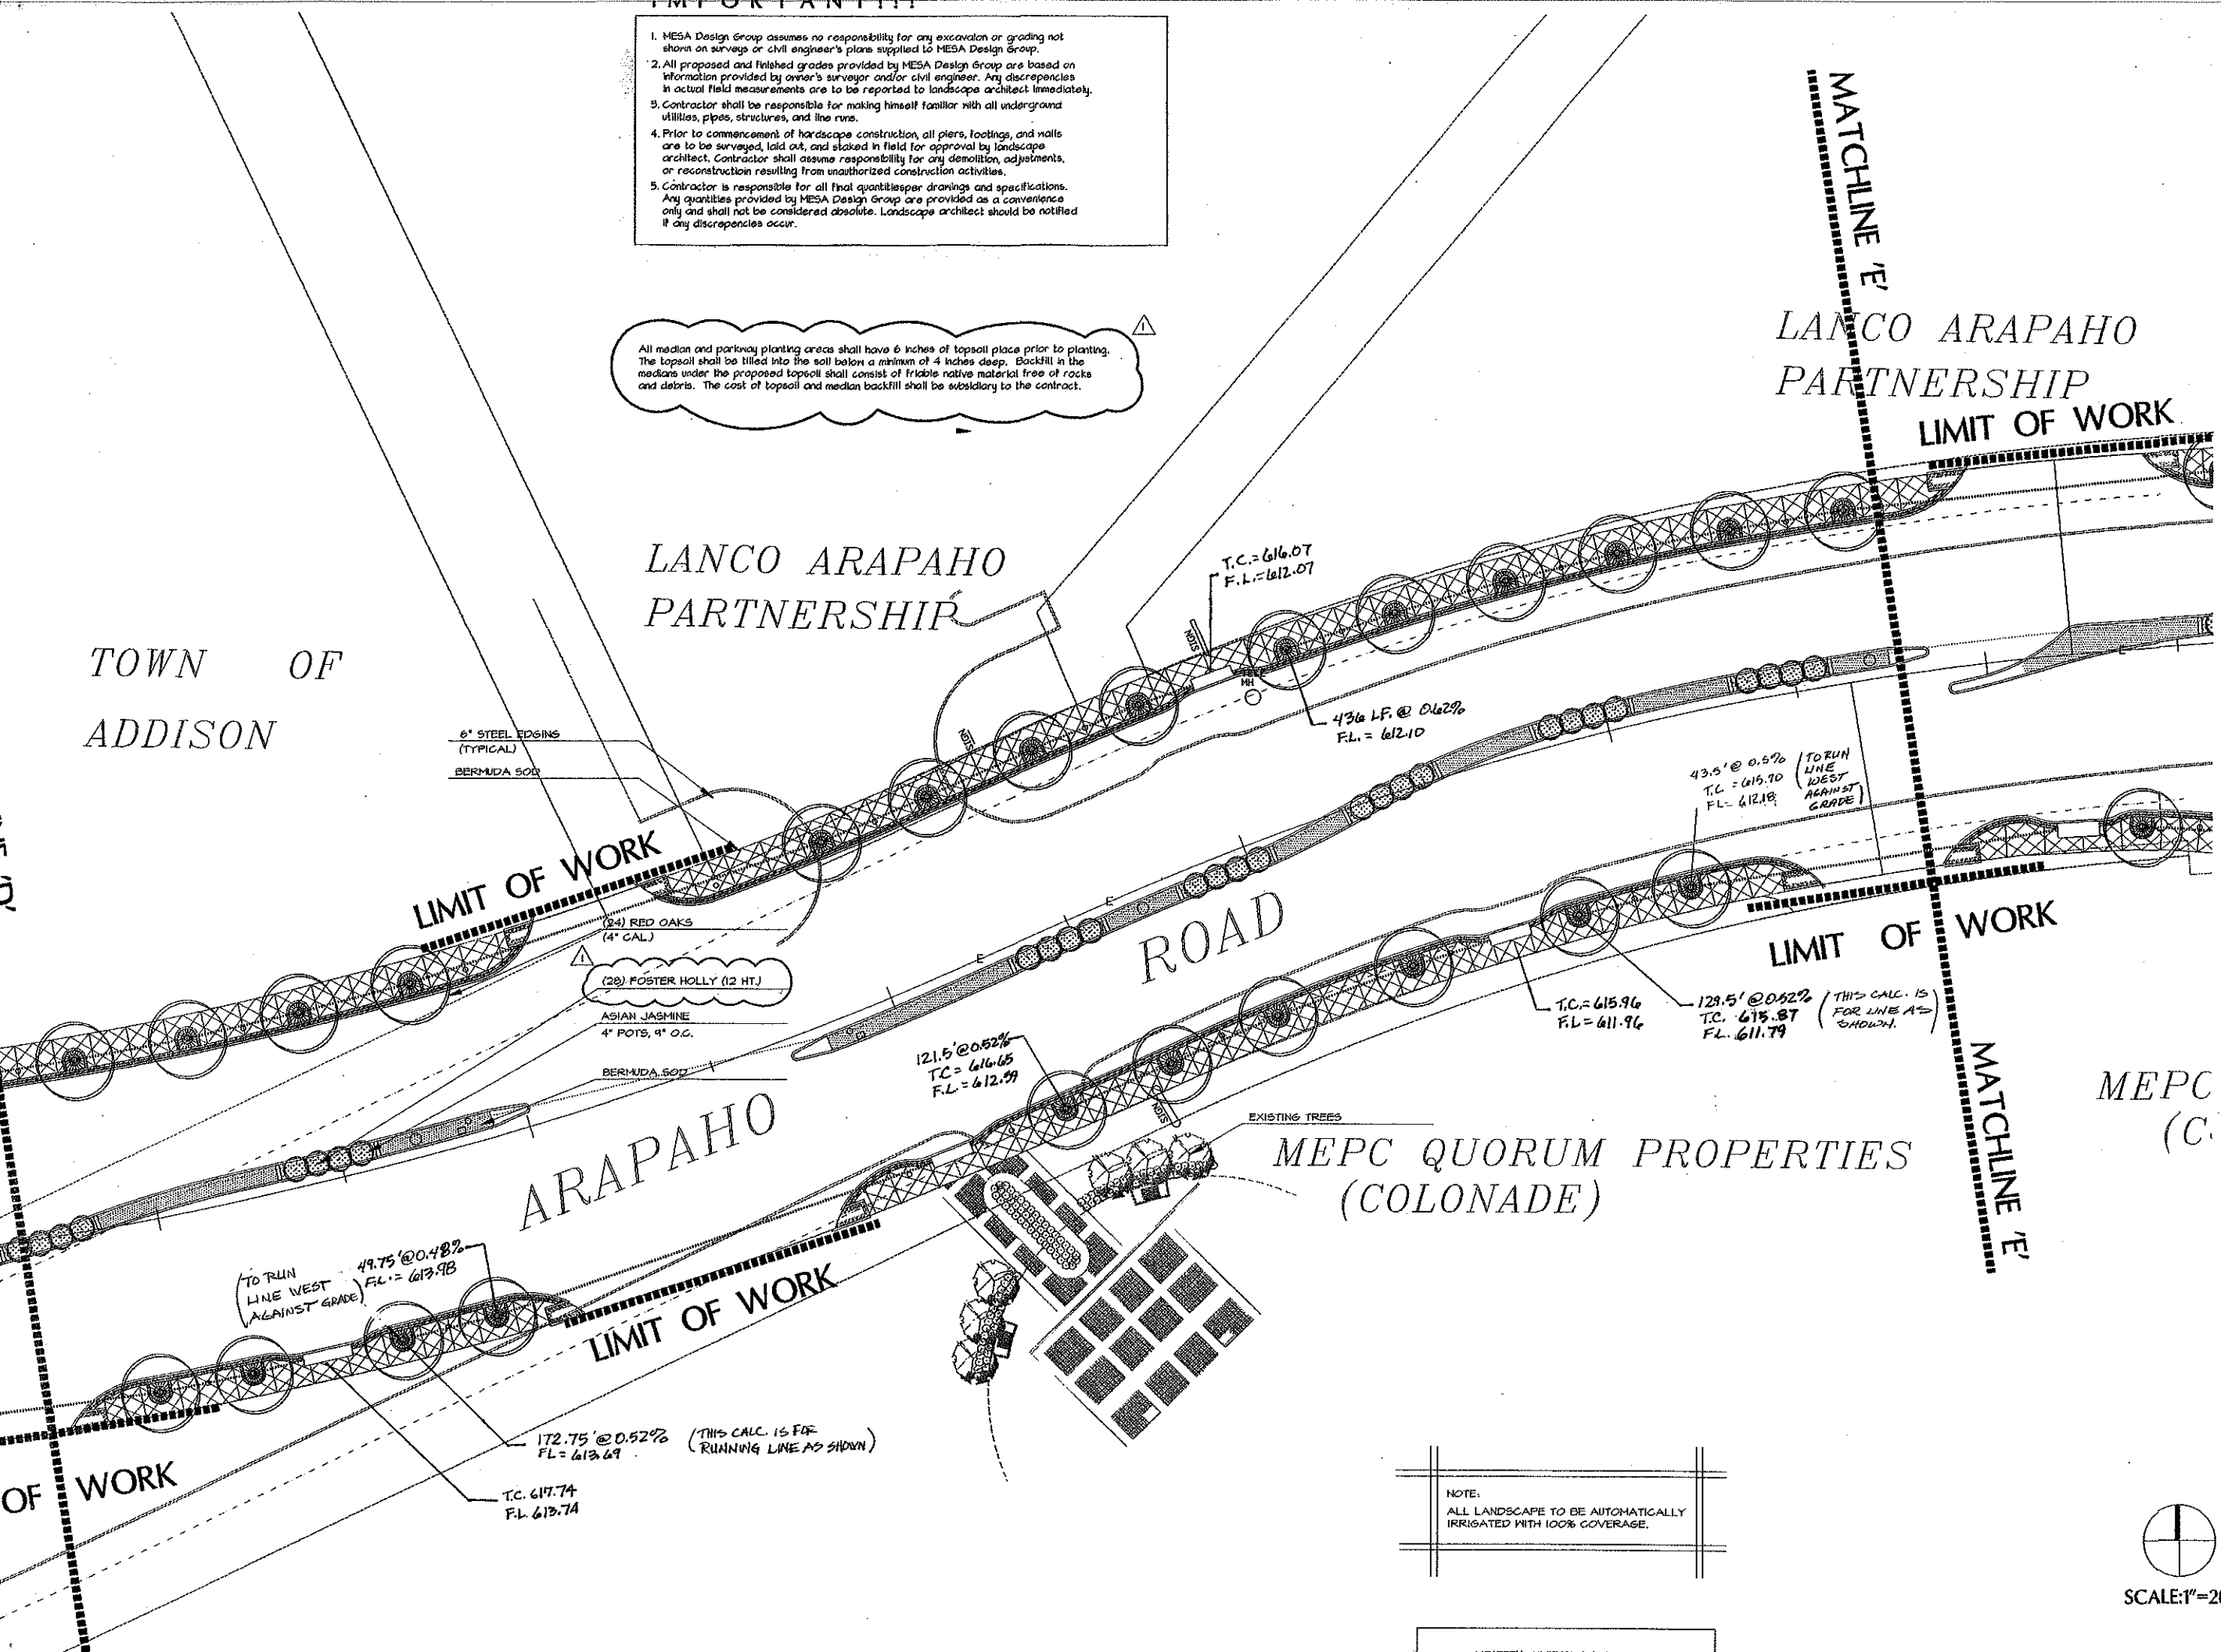 IMPORTANT!!!
1. MESA Design Group assumes no responsibility for any excavaion or grading not
shown on surveys or civil engineer's plans supplied to MESA Design Group.
2. All proposed and finished grades provided by MESA Design Group are based on
information provided by owner's surveyor and/or civil engineer. Any discrepencies
in actual field measurements are to be reported to landscape architect immediately.
3. Contractor shall be responsible for making himself familiar with all underground
utilities, pipes, structures, and line runs.
4. Prior to commencement of hardscape construction, all piers, footings, and walls
are to be surveyed, laid out, and staked in field for approval by landscape
architect. Contractor shall assume responsibility for any demolition, adjustments,
or reconstructioin resulting from unauthorized construction activities.
5. Contractor is responsible for all final quantitiesper drawings and specifications.
Any quantities provided by MESA Design Group are provided as a convenience
only and shall not be considered absolute. Landscape architect should be notified
if any discrepencies occur.
All median and parkway planting areas shall have 6 inches of topsoil place prior to planting.
The topsoil shall be tilled into the soil below a minimum of 4 inches deep. Backfill in the
medians under the proposed topsoil shall consist of friable native material free of rocks
and debris. The cost of topsoil and median backfill shall be subsidiary to the contract.
1
MATCHLINE 'E'
LANCO ARAPAHO
PARTNERSHIP
LIMIT OF WORK
LANCO ARAPAHO
PARTNERSHIP
T.C.=616.07
F.L.=612.07
TOWN OF
ADDISON
SIGN
MH
436 LF. @ 0.62%
F.L. = 612.10
6" STEEL EDGING
(TYPICAL)
BERMUDA SOD
SIGN
43.5' @ 0.5%
T.C. = 615.70
FL= 612.18
(TO RUN
LINE
WEST
AGAINST
GRADE)
LIMIT OF WORK
'D'
(24) RED OAKS
(4" CAL.)
1
(28) FOSTER HOLLY (12 HT.)
ASIAN JASMINE
4" POTS, 9" O.C.
BERMUDA SOD
E
E
ARAPAHO ROAD
LIMIT OF WORK
T.C.=615.96
F.L=611.96
129.5' @0.52%
T.C. 615.87
F.L. 611.79
(THIS CALC. IS
FOR LINE AS
SHOWN.)
121.5'@0.52%
T.C= 616.65
F.L.=612.59
SIGN
EXISTING TREES
MEPC QUORUM PROPERTIES
(COLONADE)
MEPC
(C
MATCHLINE 'E'
(TO RUN
LINE WEST
AGAINST GRADE)
49.75'@0.48%
F.L.= 613.98
LIMIT OF WORK
172.75'@0.52%
FL= 613.69
(THIS CALC. IS FOR
RUNNING LINE AS SHOWN)
T.C. 617.74
F.L. 613.74
OF WORK
NOTE:
ALL LANDSCAPE TO BE AUTOMATICALLY
IRRIGATED WITH 100% COVERAGE.
SCALE:1"=2